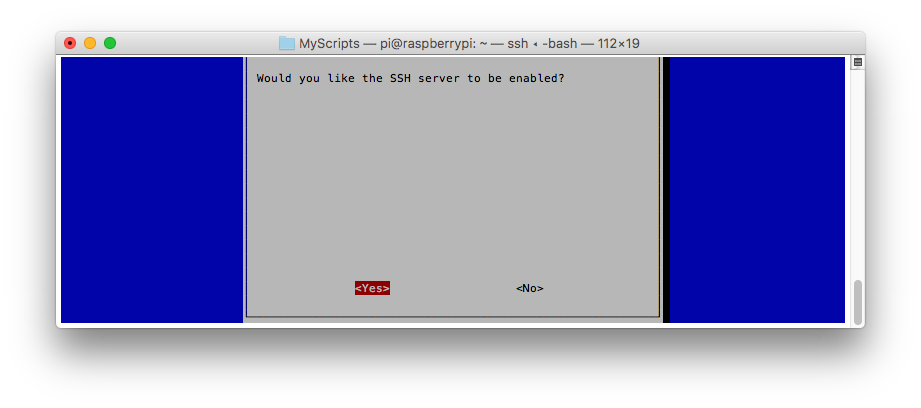 MyScripts — pi@raspberrypi: ~ — ssh ◂ -bash — 112×19
Would you like the SSH server to be enabled?
<Yes> <No>